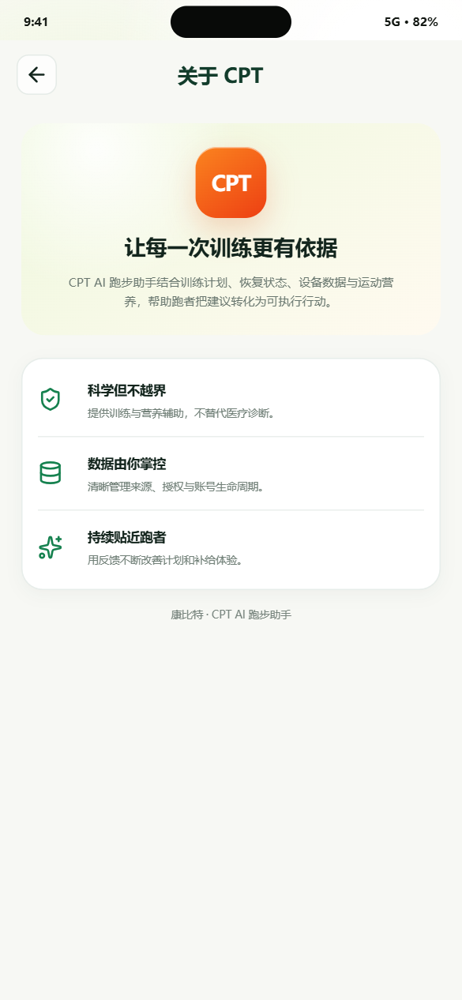 9:41
5G • 82%
关于 CPT
CPT
让每一次训练更有依据
CPT AI 跑步助手结合训练计划、恢复状态、设备数据与运动营
养，帮助跑者把建议转化为可执行行动。
科学但不越界
提供训练与营养辅助，不替代医疗诊断。
数据由你掌控
清晰管理来源、授权与账号生命周期。
持续贴近跑者
用反馈不断改善计划和补给体验。
康比特 · CPT AI 跑步助手